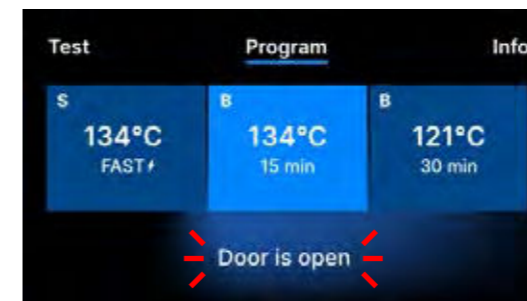 Test Program Info
S B B
134°C 134°C 121°C
FAST⚡ 15 min 30 min
Door is open